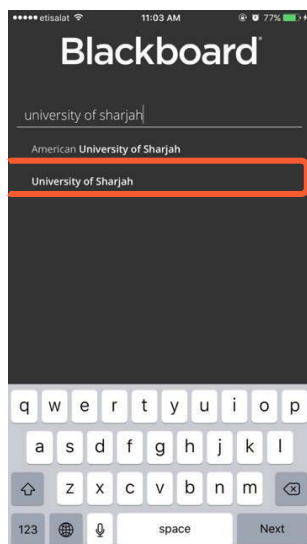 etisalat 11:03 AM 77%
Blackboard
university of sharjah
American University of Sharjah
University of Sharjah
q w e r t y u i o p
a s d f g h j k l
z x c v b n m
123 space Next